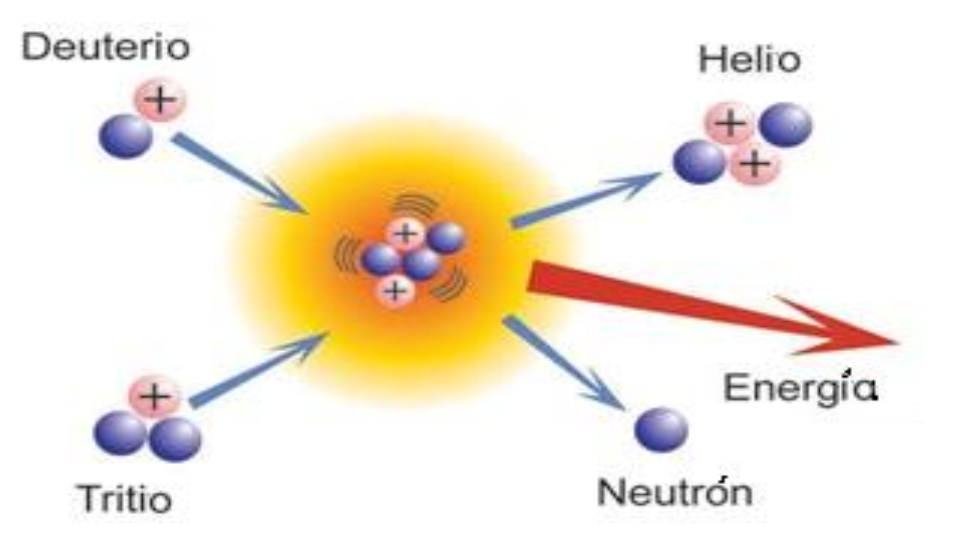 Deuterio
Helio
+
+
+
+
+
+
Energía
Tritio
Neutrón